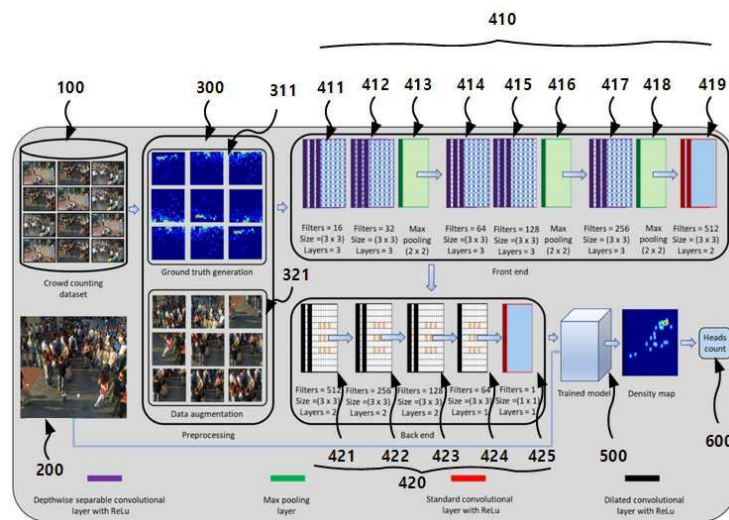 410
100
300
311
411
412
413
414
415
416
417
418
419
Filters = 16
Size =(3 x 3)
Layers = 3
Filters = 32
Size =(3 x 3)
Layers = 3
Max
pooling
(2 x 2)
Filters = 64
Size =(3 x 3)
Layers = 3
Filters = 128
Size =(3 x 3)
Layers = 3
Max
pooling
(2 x 2)
Filters = 256
Size =(3 x 3)
Layers = 3
Max
pooling
(2 x 2)
Filters = 512
Size =(3 x 3)
Layers = 2
Front end
Crowd counting
dataset
Ground truth generation
321
Data augmentation
Preprocessing
Filters = 512
Size =(3 x 3)
Layers = 2
Filters = 256
Size =(3 x 3)
Layers = 2
Filters = 128
Size =(3 x 3)
Layers = 2
Filters = 64
Size =(3 x 3)
Layers = 1
Filters = 1
Size =(1 x 1)
Layers = 1
Back end
Trained model
Density map
Heads
count
200
421
422
423
424
425
420
500
600
Depthwise separable convolutional
layer with ReLu
Max pooling
layer
Standard convolutional
layer with ReLu
Dilated convolutional
layer with ReLu